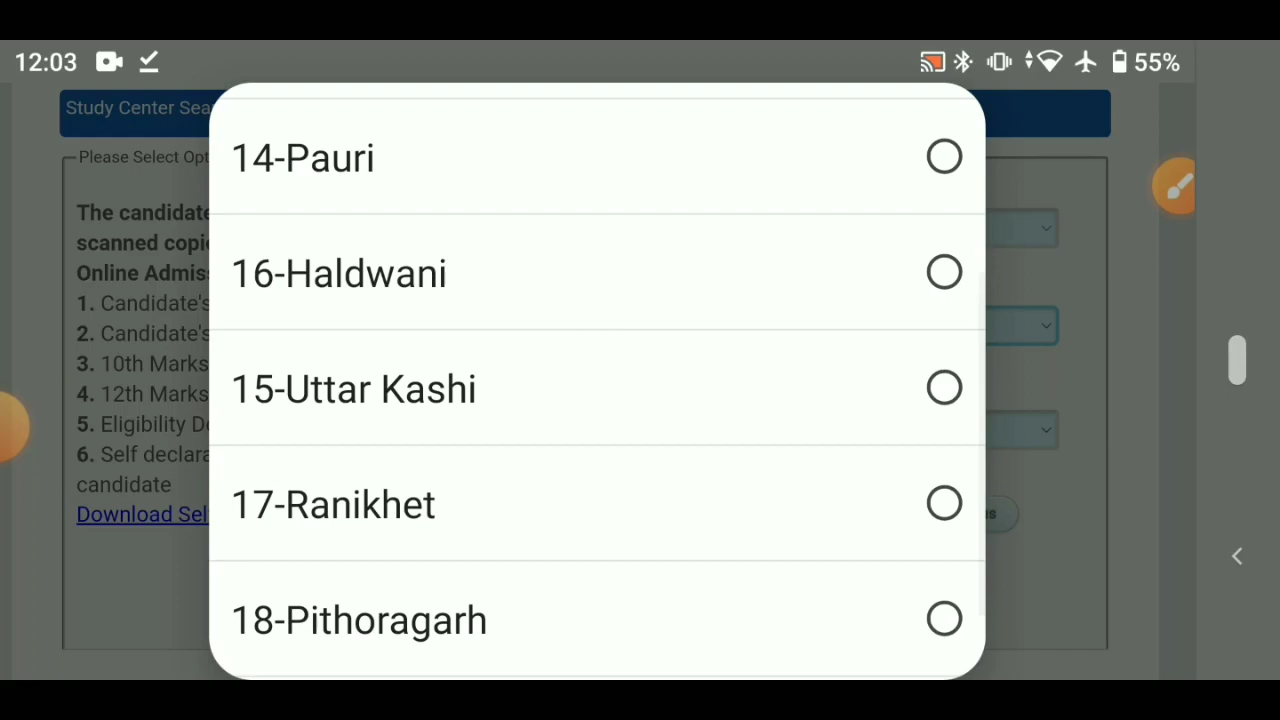 12:03
55%
Study Center Sea
Please Select Opt
The candidate
scanned copi
Online Admis
1. Candidate's
2. Candidate's
3. 10th Marks
4. 12th Marks
5. Eligibility De
6. Self declara
candidate
Download Sel
14-Pauri
16-Haldwani
15-Uttar Kashi
17-Ranikhet
18-Pithoragarh